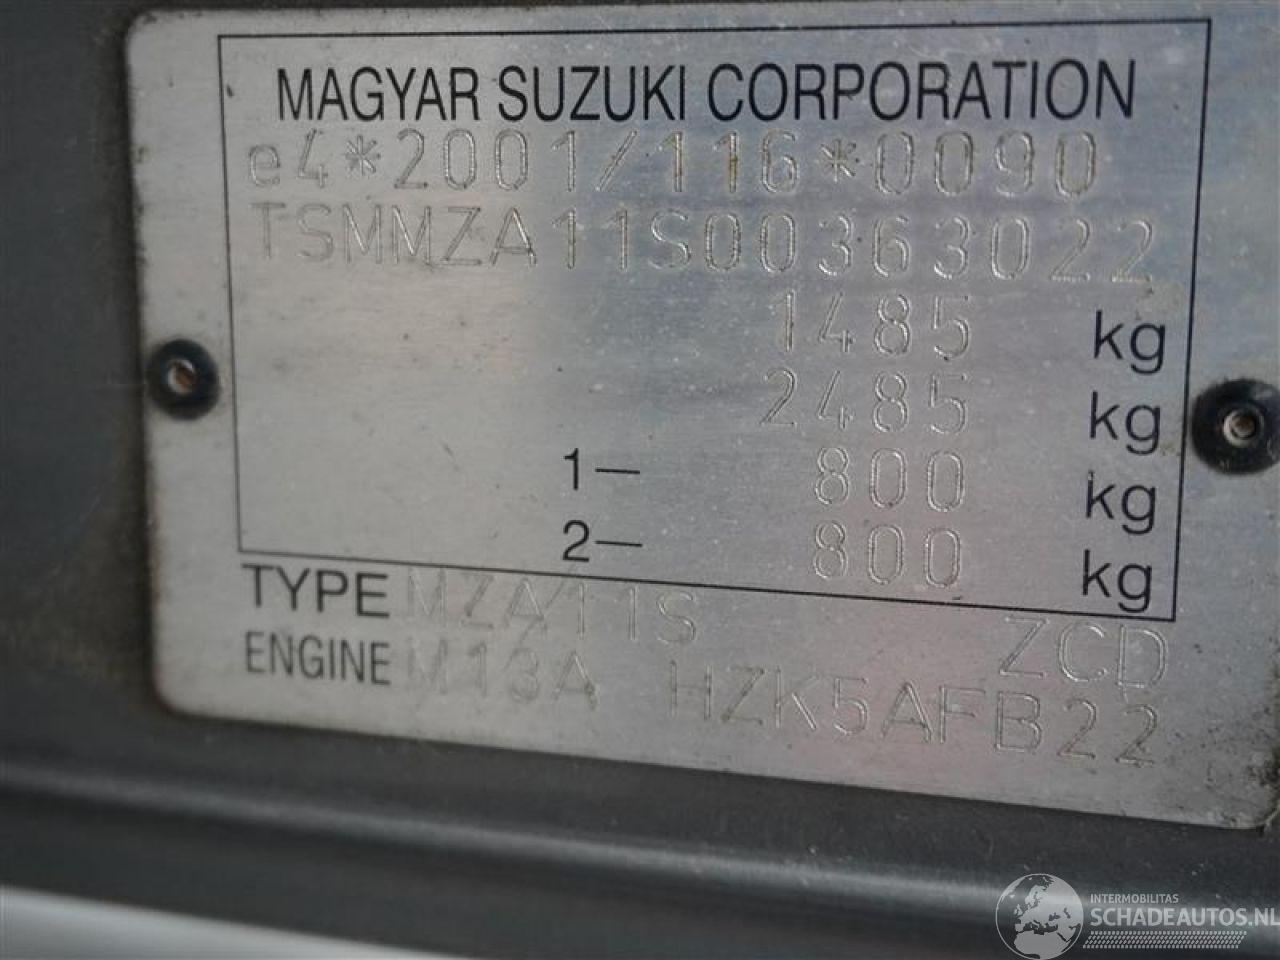 MAGYAR SUZUKI CORPORATION
e4*2001/116*0090
TSMMZA11S00363022
1485 kg
2485 kg
1– 800 kg
2– 800 kg
TYPE MZA11S ZCD
ENGINE M13A HZK5AFB22
INTERMOBILITAS
SCHADEAUTOS.NL